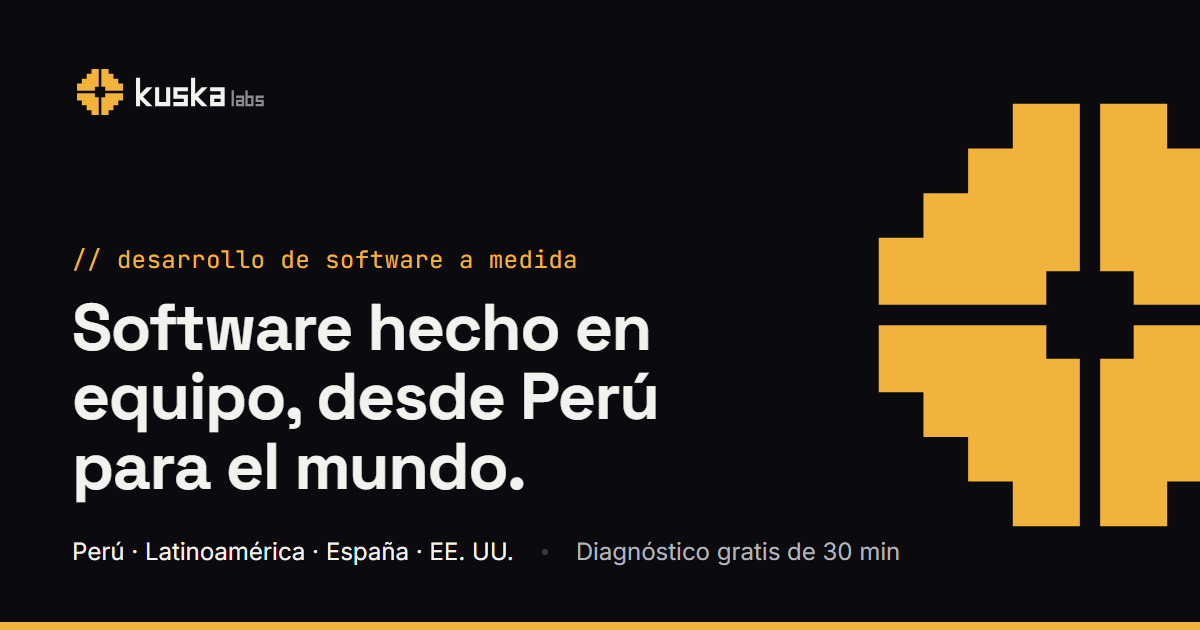 kuska labs
// desarrollo de software a medida
Software hecho en
equipo, desde Perú
para el mundo.
Perú · Latinoamérica · España · EE. UU. • Diagnóstico gratis de 30 min